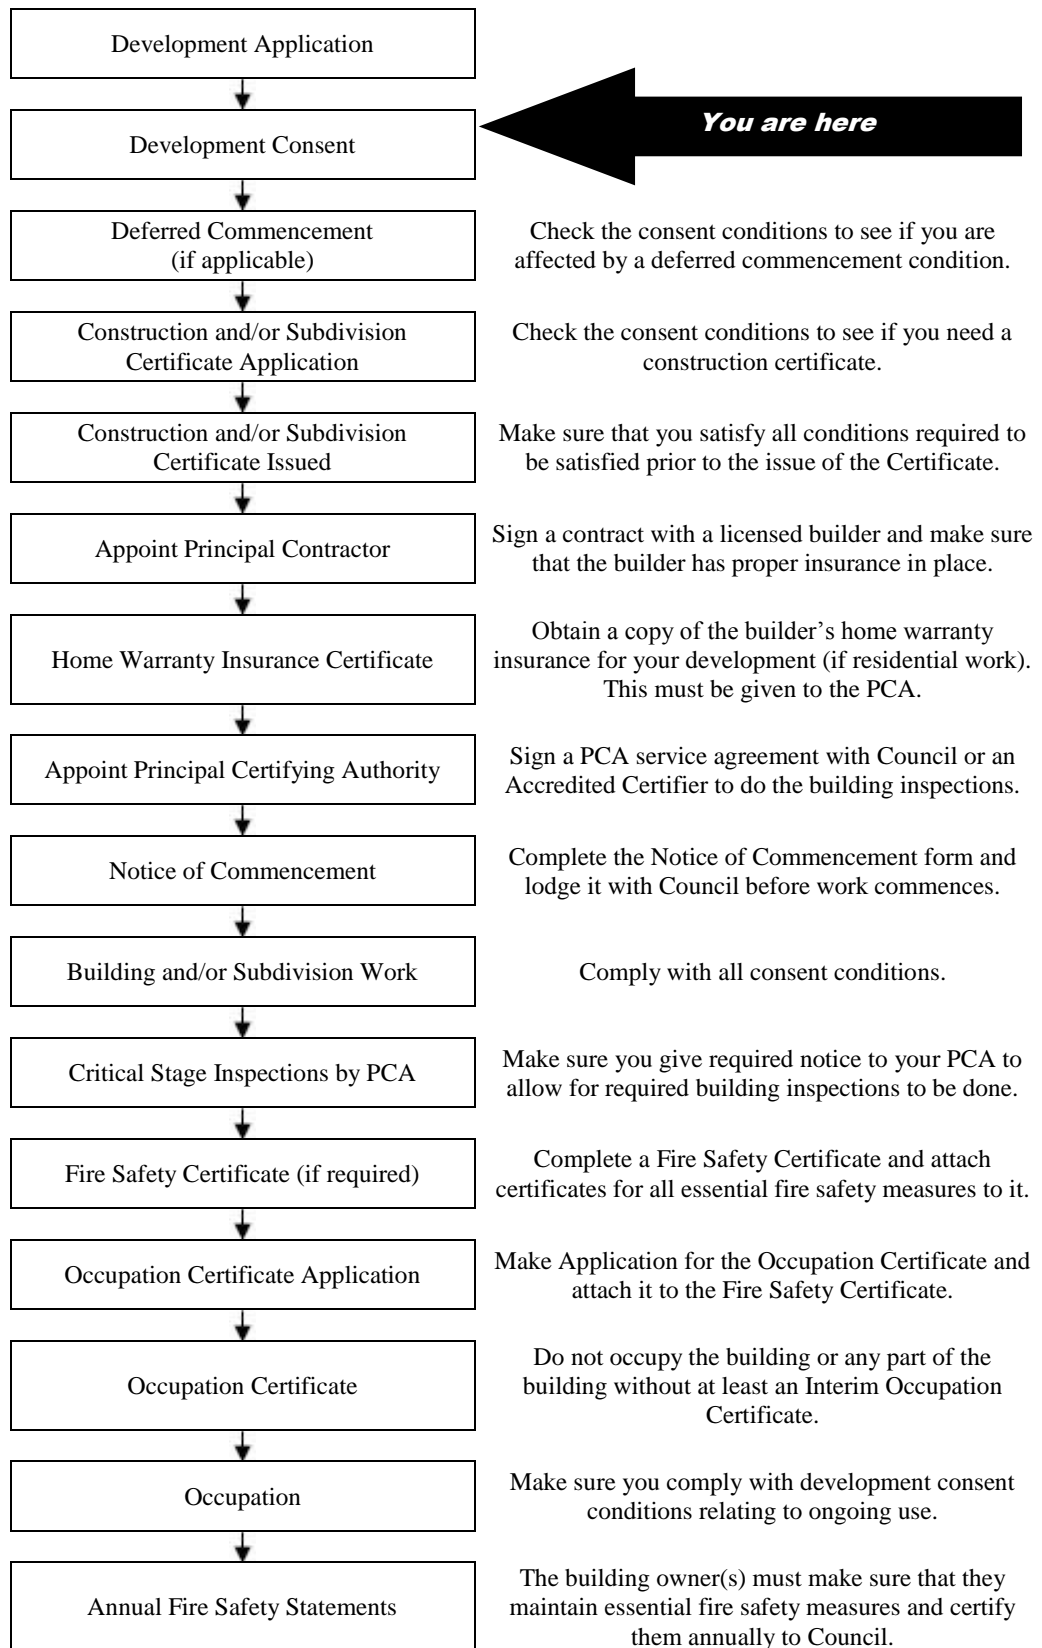 Development Application
Development Consent
You are here
Deferred Commencement
(if applicable)
Check the consent conditions to see if you are
affected by a deferred commencement condition.
Construction and/or Subdivision
Certificate Application
Check the consent conditions to see if you need a
construction certificate.
Construction and/or Subdivision
Certificate Issued
Make sure that you satisfy all conditions required to
be satisfied prior to the issue of the Certificate.
Appoint Principal Contractor
Sign a contract with a licensed builder and make sure
that the builder has proper insurance in place.
Home Warranty Insurance Certificate
Obtain a copy of the builder’s home warranty
insurance for your development (if residential work).
This must be given to the PCA.
Appoint Principal Certifying Authority
Sign a PCA service agreement with Council or an
Accredited Certifier to do the building inspections.
Notice of Commencement
Complete the Notice of Commencement form and
lodge it with Council before work commences.
Building and/or Subdivision Work
Comply with all consent conditions.
Critical Stage Inspections by PCA
Make sure you give required notice to your PCA to
allow for required building inspections to be done.
Fire Safety Certificate (if required)
Complete a Fire Safety Certificate and attach
certificates for all essential fire safety measures to it.
Occupation Certificate Application
Make Application for the Occupation Certificate and
attach it to the Fire Safety Certificate.
Occupation Certificate
Do not occupy the building or any part of the
building without at least an Interim Occupation
Certificate.
Occupation
Make sure you comply with development consent
conditions relating to ongoing use.
Annual Fire Safety Statements
The building owner(s) must make sure that they
maintain essential fire safety measures and certify
them annually to Council.